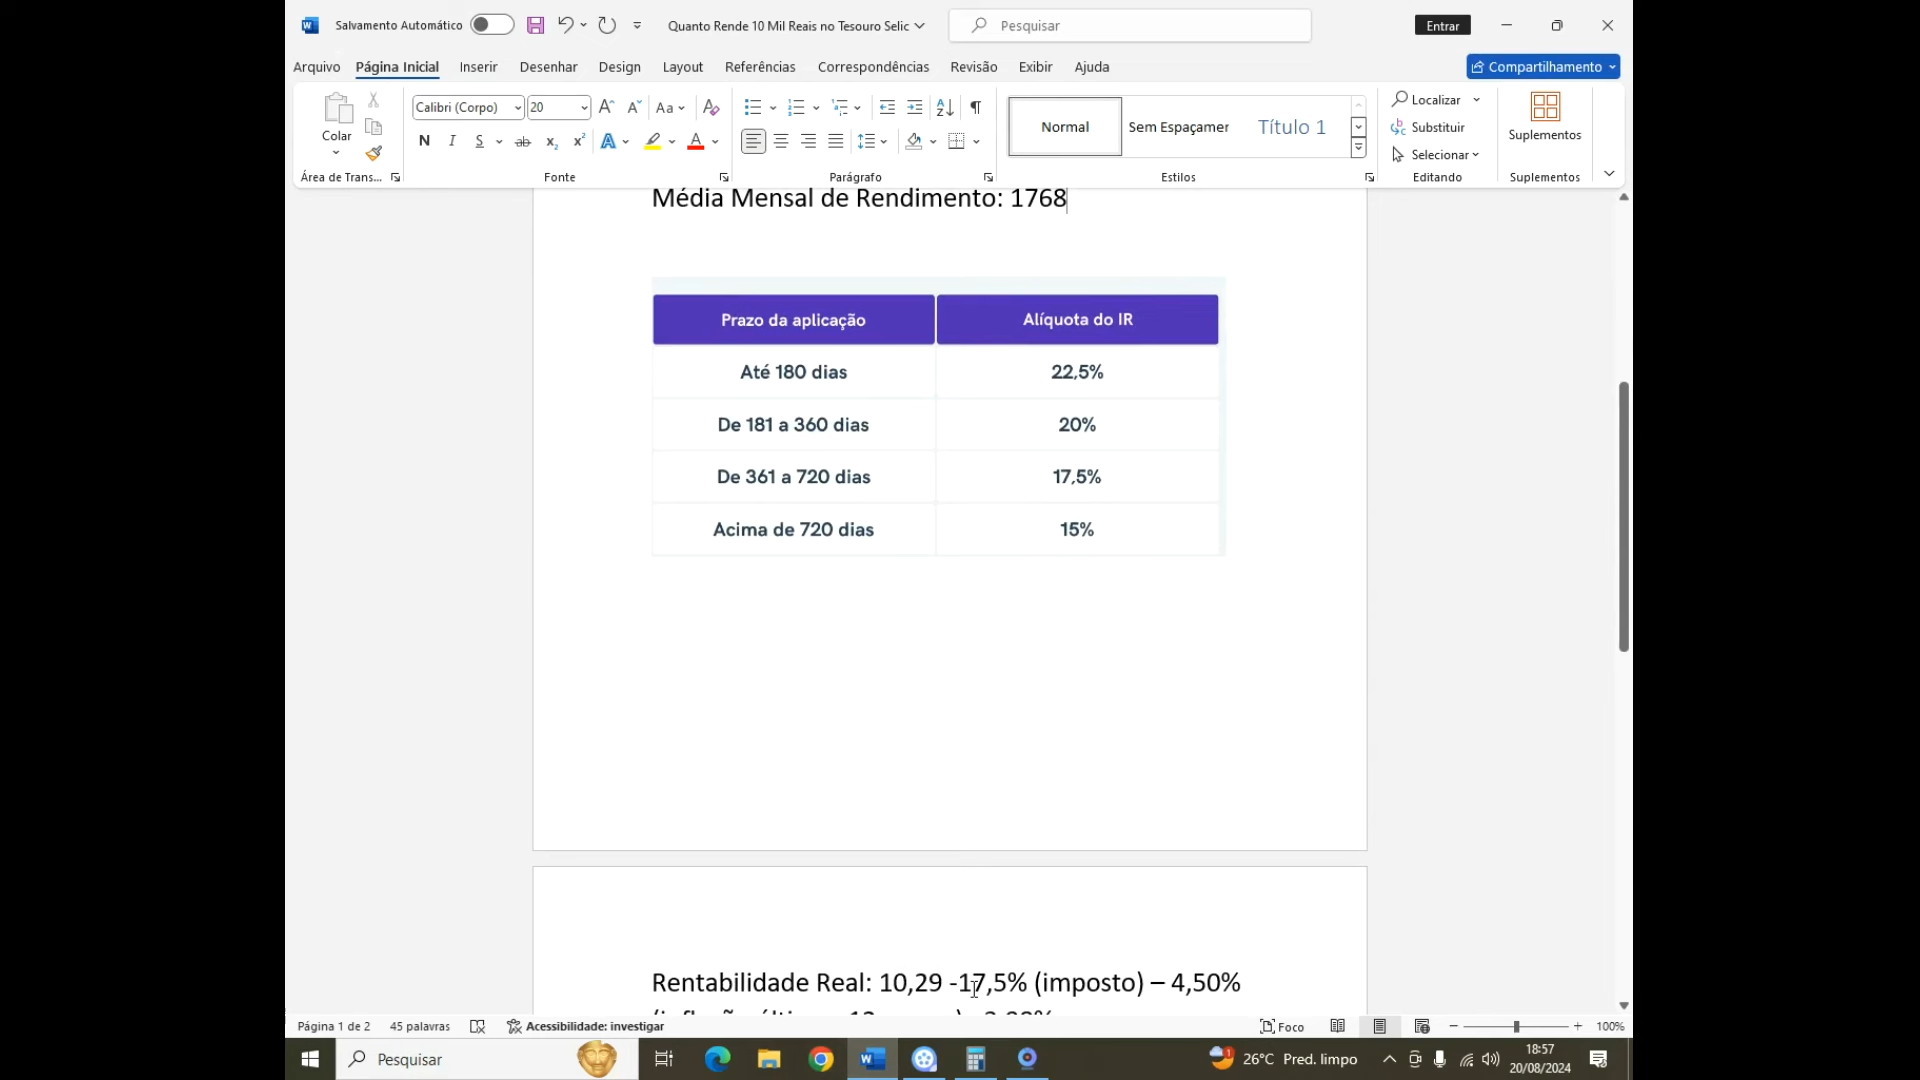 Salvamento Automático
Quanto Rende 10 Mil Reais no Tesouro Selic
Pesquisar
Entrar
Arquivo Página Inicial Inserir Desenhar Design Layout Referências Correspondências Revisão Exibir Ajuda
Compartilhamento
Colar
Calibri (Corpo) 20
Aa
N I S ab x₂ x² A A
Normal
Sem Espaçamer
Título 1
Localizar
Substituir
Selecionar
Suplementos
Área de Trans... Fonte Parágrafo Estilos Editando Suplementos
Média Mensal de Rendimento: 1768
Prazo da aplicação Alíquota do IR
Até 180 dias 22,5%
De 181 a 360 dias 20%
De 361 a 720 dias 17,5%
Acima de 720 dias 15%
Rentabilidade Real: 10,29 -17,5% (imposto) – 4,50%
Página 1 de 2 45 palavras Acessibilidade: investigar Foco 100%
Pesquisar
26°C Pred. limpo
18:57
20/08/2024